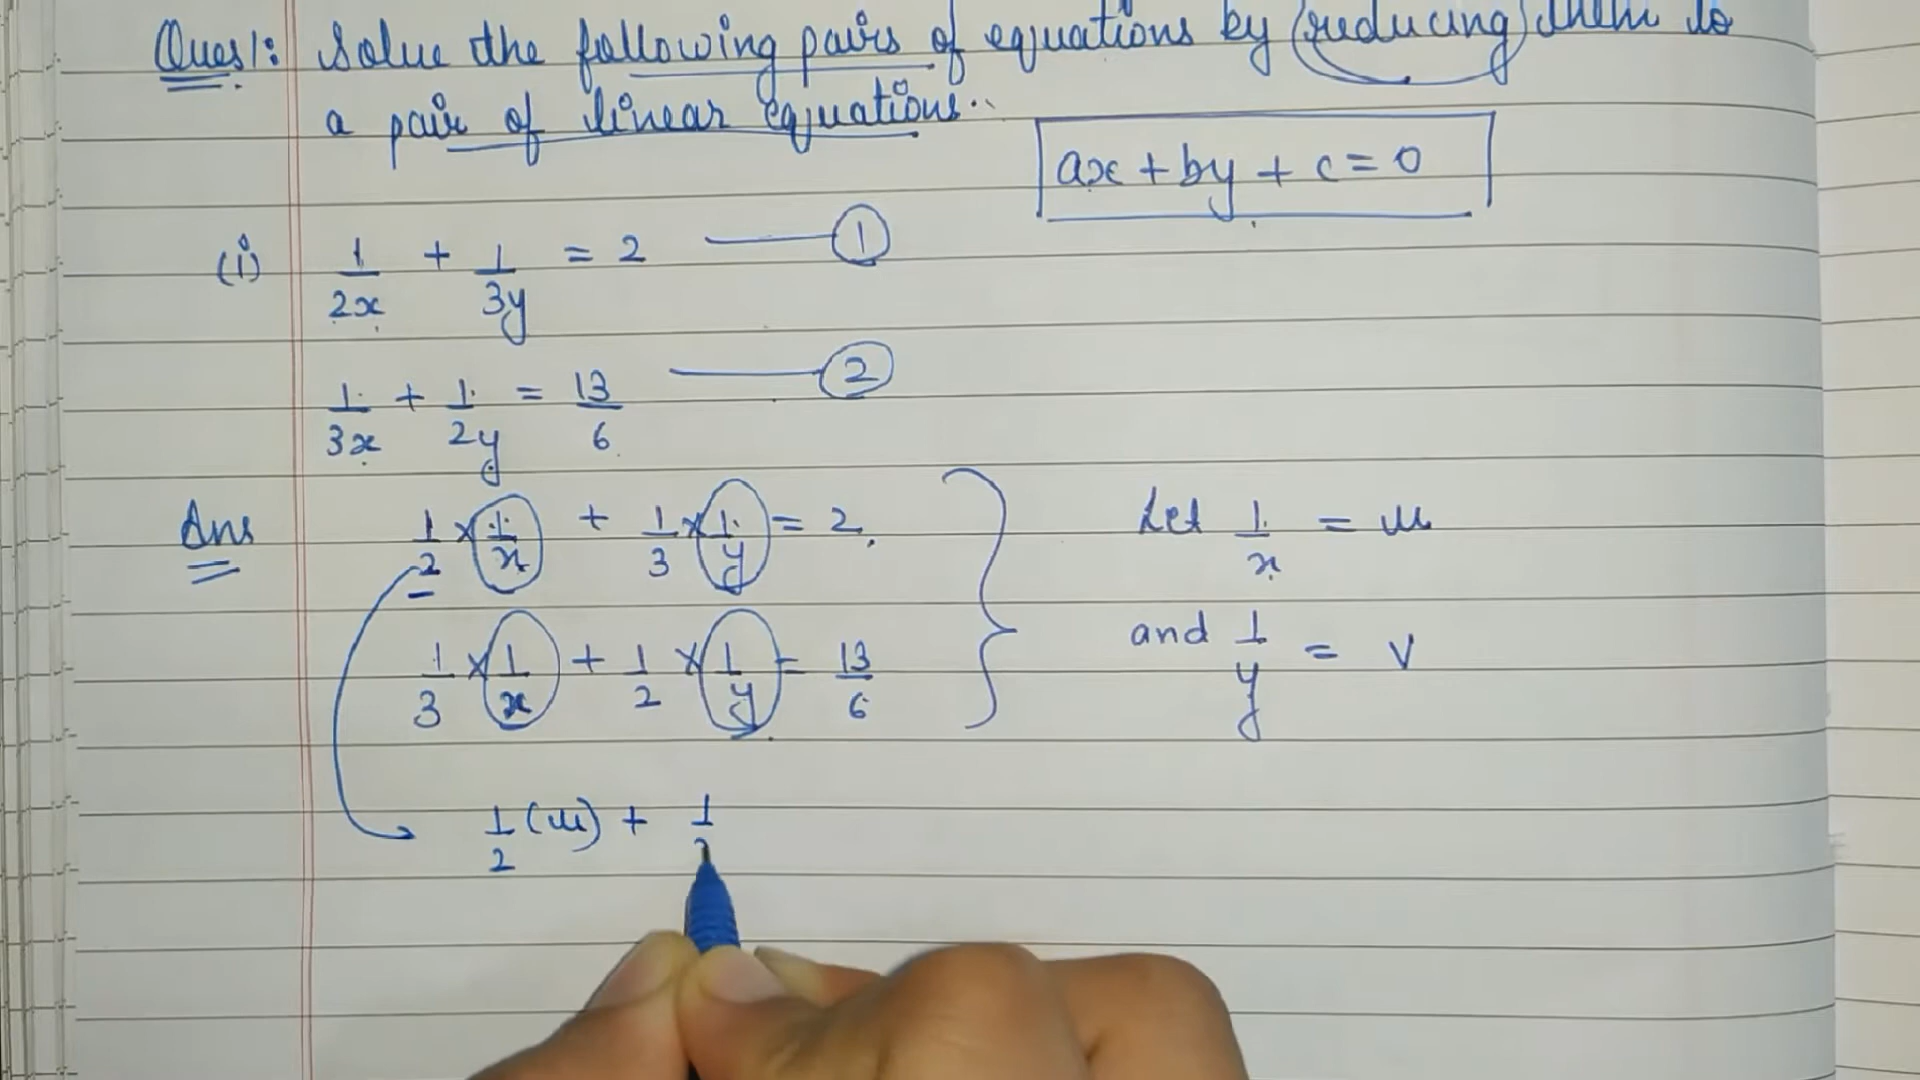 Ques1: Solve the following pairs of equations by (reducing) them to
a pair of linear equations..
ax + by + c = 0
(i) 1/2x + 1/3y = 2 —— 1
1/3x + 1/2y = 13/6 —— 2
Ans 1/2 × 1/x + 1/3 × 1/y = 2.
Let 1/x = u
1/3 × 1/x + 1/2 × 1/y = 13/6
and 1/y = v
1/2 (u) + 1